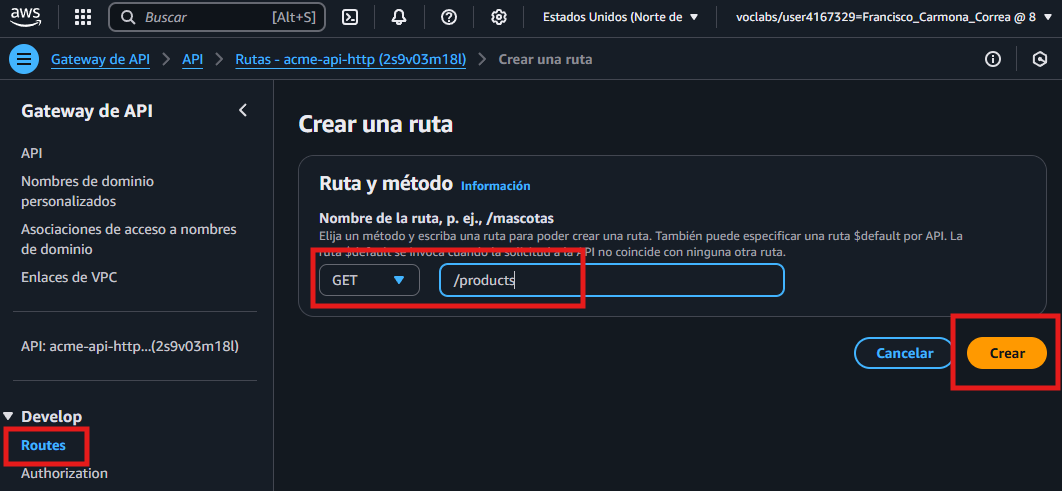 aws
Buscar
[Alt+S]
Estados Unidos (Norte de
voclabs/user4167329=Francisco_Carmona_Correa @ 8
Gateway de API
API
Rutas - acme-api-http (2s9v03m18l)
Crear una ruta
Gateway de API
API
Nombres de dominio
personalizados
Asociaciones de acceso a nombres
de dominio
Enlaces de VPC
API: acme-api-http...(2s9v03m18l)
Develop
Routes
Authorization
Crear una ruta
Ruta y método Información
Nombre de la ruta, p. ej., /mascotas
Elija un método y escriba una ruta para poder crear una ruta. También puede especificar una ruta $default por API. La
ruta $default se invoca cuando la solicitud a la API no coincide con ninguna otra ruta.
GET
/products
Cancelar
Crear